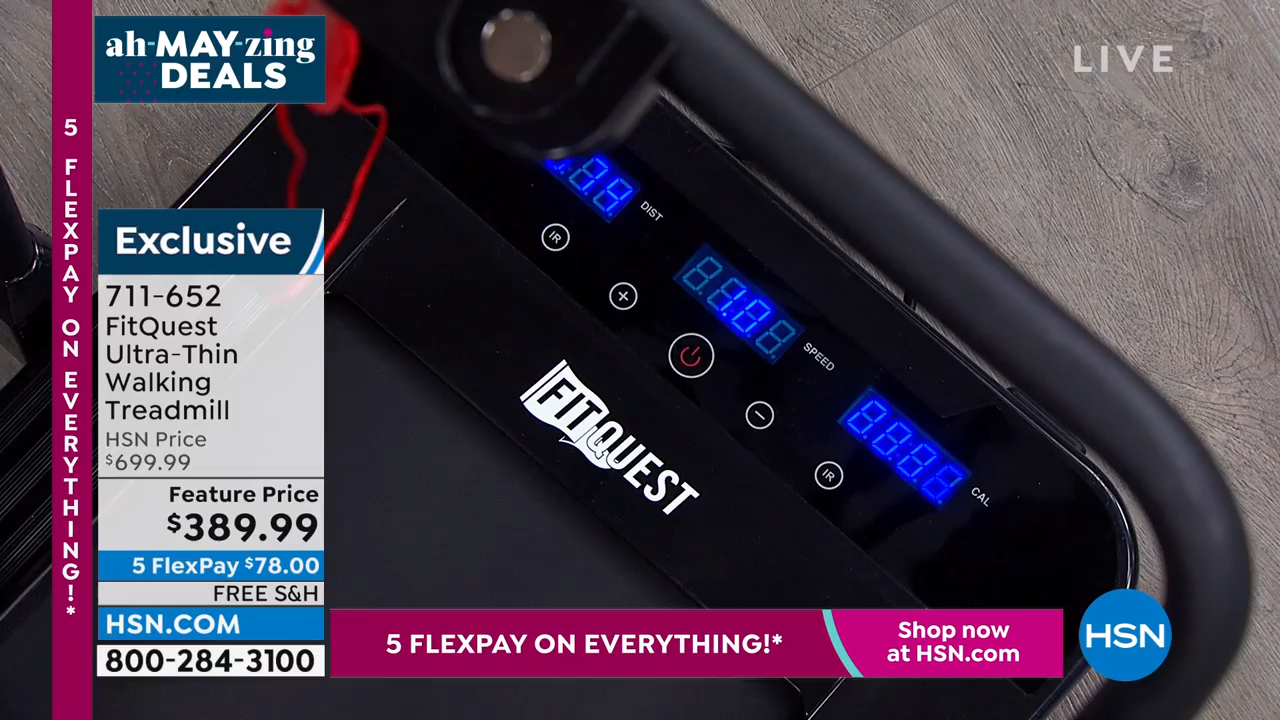 ah-MAY-zing
DEALS
LIVE
5 FLEXPAY ON EVERYTHING!*
Exclusive
711-652
FitQuest
Ultra-Thin
Walking
Treadmill
HSN Price
$699.99
Feature Price
$389.99
5 FlexPay $78.00
FREE S&H
HSN.COM
800-284-3100
DIST
IR
SPEED
IR
CAL
FITQUEST
5 FLEXPAY ON EVERYTHING!*
Shop now
at HSN.com
HSN